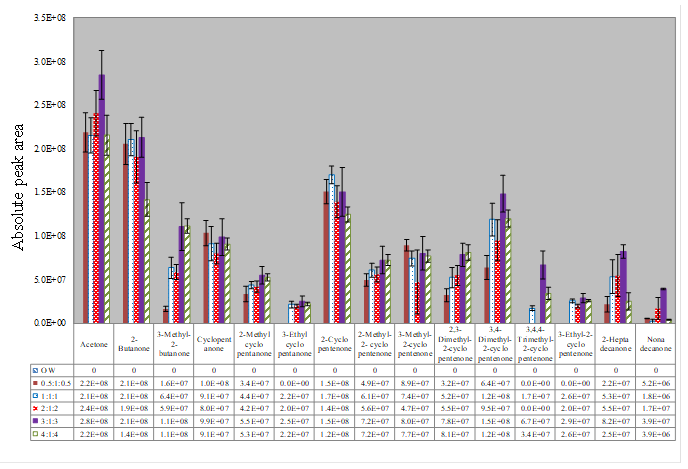 3.5E+08
3.0E+08
2.5E+08
2.0E+08
1.5E+08
1.0E+08
5.0E+07
0.0E+00
Absolute peak area
Acetone
2-
Butanone
3-Methyl-
2-
butanone
Cyclopent
anone
2-Methyl
cyclo
pentanone
3-Ethyl
cyclo
pentanone
2-Cyclo
pentenone
2-Methyl-
2- cyclo
pentenone
3-Methyl-
2-cyclo
pentenone
2,3-
Dimethyl-
2-cyclo
pentenone
3,4-
Dimethyl-
2-cyclo
pentenone
3,4,4-
Trimethyl-
2-cyclo
pentenone
3-Ethyl-2-
cyclo
pentenone
2-Hepta
decanone
Nona
decanone
OW 0 0 0 0 0 0 0 0 0 0 0 0 0 0 0
0.5:1:0.5 2.2E+08 2.1E+08 1.6E+07 1.0E+08 3.4E+07 0.0E+00 1.5E+08 4.9E+07 8.9E+07 3.2E+07 6.4E+07 0.0E+00 0.0E+00 2.2E+07 5.2E+06
1:1:1 2.1E+08 2.1E+08 6.4E+07 9.1E+07 4.4E+07 2.2E+07 1.7E+08 6.1E+07 7.4E+07 5.2E+07 1.2E+08 1.7E+07 2.6E+07 5.3E+07 1.8E+06
2:1:2 2.4E+08 1.9E+08 5.9E+07 8.0E+07 4.2E+07 2.0E+07 1.4E+08 5.6E+07 4.7E+07 5.5E+07 9.5E+07 0.0E+00 2.0E+07 5.5E+07 1.7E+07
3:1:3 2.8E+08 2.1E+08 1.1E+08 9.9E+07 5.5E+07 2.5E+07 1.5E+08 7.2E+07 8.0E+07 7.8E+07 1.5E+08 6.7E+07 2.9E+07 8.2E+07 3.9E+07
4:1:4 2.2E+08 1.4E+08 1.1E+08 9.1E+07 5.3E+07 2.2E+07 1.2E+08 7.2E+07 7.7E+07 8.1E+07 1.2E+08 3.4E+07 2.6E+07 2.5E+07 3.9E+06